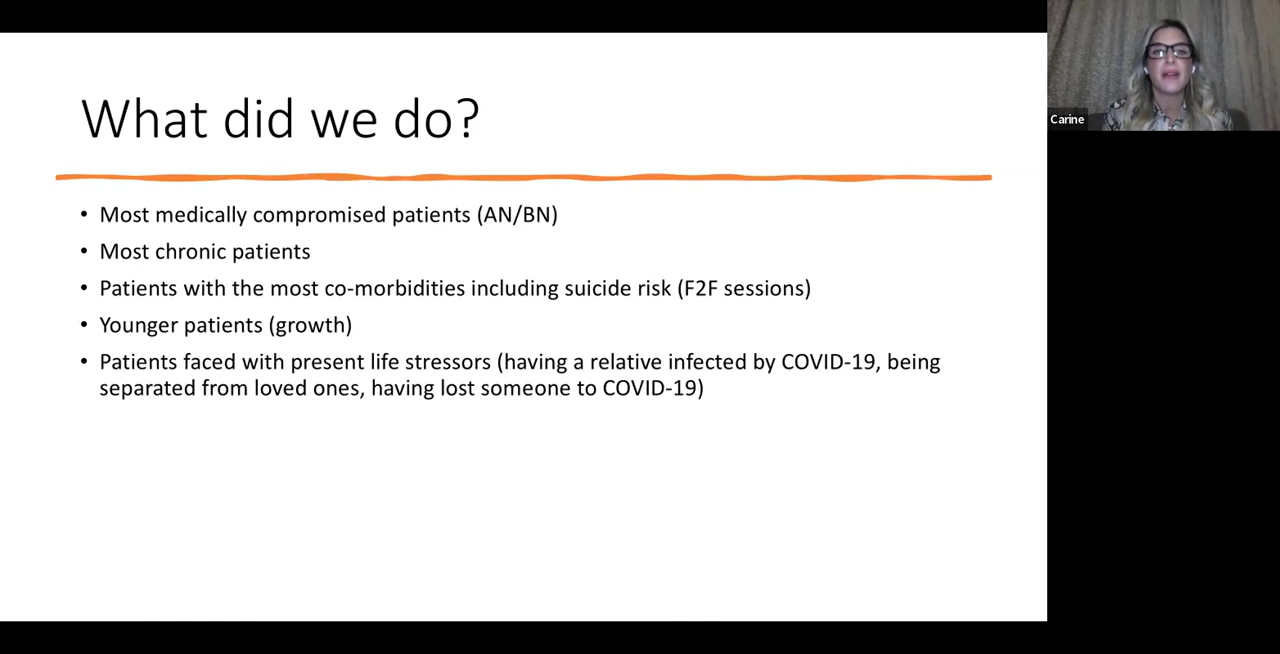 What did we do?
• Most medically compromised patients (AN/BN)
• Most chronic patients
• Patients with the most co-morbidities including suicide risk (F2F sessions)
• Younger patients (growth)
• Patients faced with present life stressors (having a relative infected by COVID-19, being
separated from loved ones, having lost someone to COVID-19)
Carine